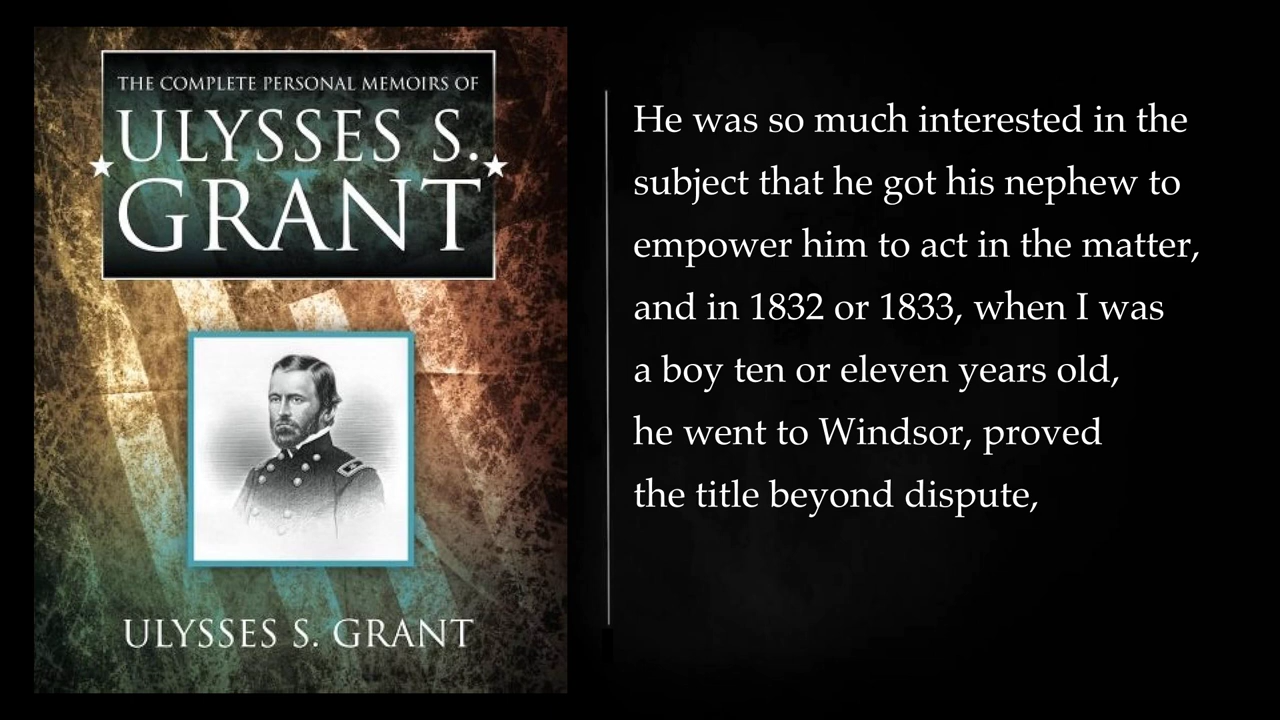 THE COMPLETE PERSONAL MEMOIRS OF
ULYSSES S.
GRANT
ULYSSES S. GRANT
He was so much interested in the
subject that he got his nephew to
empower him to act in the matter,
and in 1832 or 1833, when I was
a boy ten or eleven years old,
he went to Windsor, proved
the title beyond dispute,